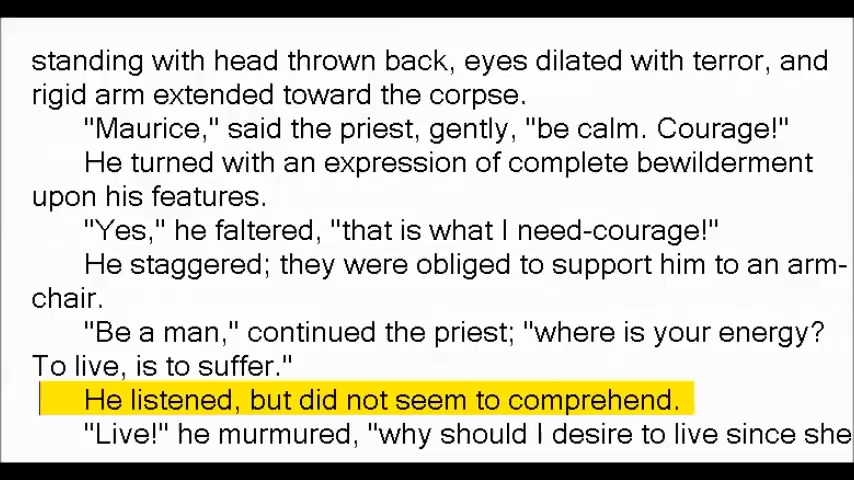 standing with head thrown back, eyes dilated with terror, and
rigid arm extended toward the corpse.
"Maurice," said the priest, gently, "be calm. Courage!"
He turned with an expression of complete bewilderment
upon his features.
"Yes," he faltered, "that is what I need-courage!"
He staggered; they were obliged to support him to an arm-
chair.
"Be a man," continued the priest; "where is your energy?
To live, is to suffer."
He listened, but did not seem to comprehend.
"Live!" he murmured, "why should I desire to live since she